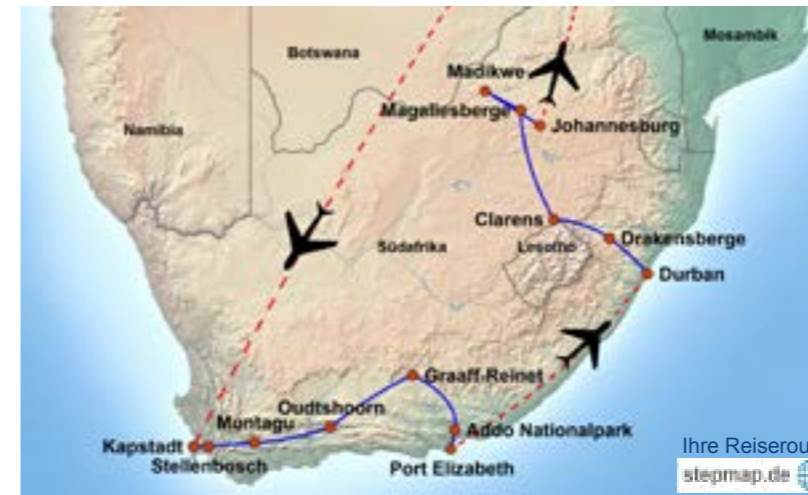 Mosambik
Botswana
Madikwe
Magaliesberge
Johannesburg
Namibia
Clarens
Drakensberge
Südafrika
Lesotho
Durban
Graaff-Reinet
Oudtshoorn
Montagu
Addo Nationalpark
Kapstadt
Stellenbosch
Port Elizabeth
Ihre Reiserou
stepmap.de